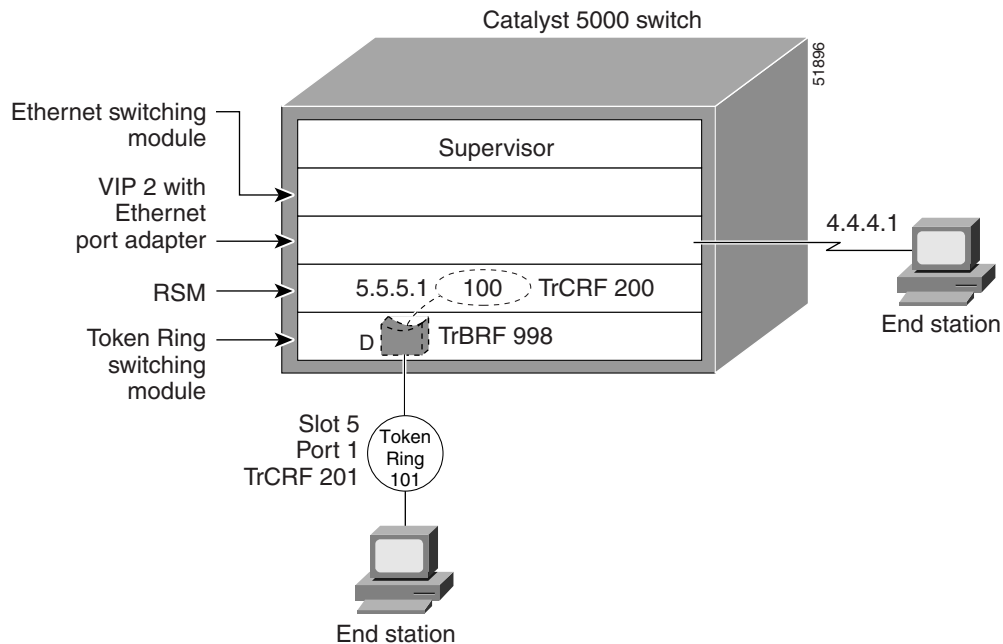 Catalyst 5000 switch
51896
Ethernet switching
module
Supervisor
VIP 2 with
Ethernet
port adapter
4.4.4.1
RSM
5.5.5.1
100
TrCRF 200
End station
Token Ring
switching
module
D
TrBRF 998
Slot 5
Port 1
TrCRF 201
Token
Ring
101
End station